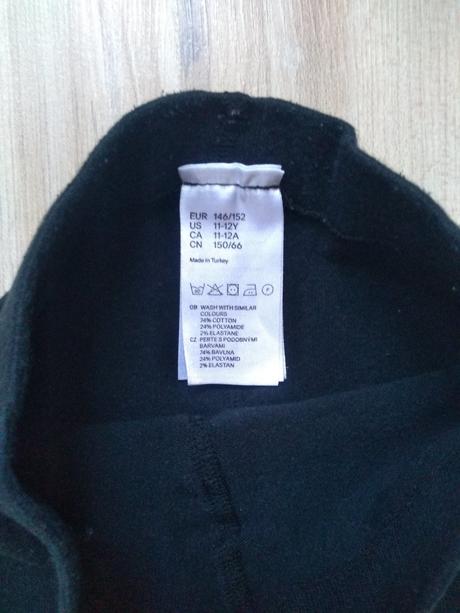 EUR 146/152
US 11-12Y
CA 11-12A
CN 150/66
Made in Turkey
GB WASH WITH SIMILAR
COLOURS
74% COTTON
24% POLYAMIDE
2% ELASTANE
CZ PERTE S PODOBNÝMI
BARVAMI
74% BAVLNA
24% POLYAMID
2% ELASTAN